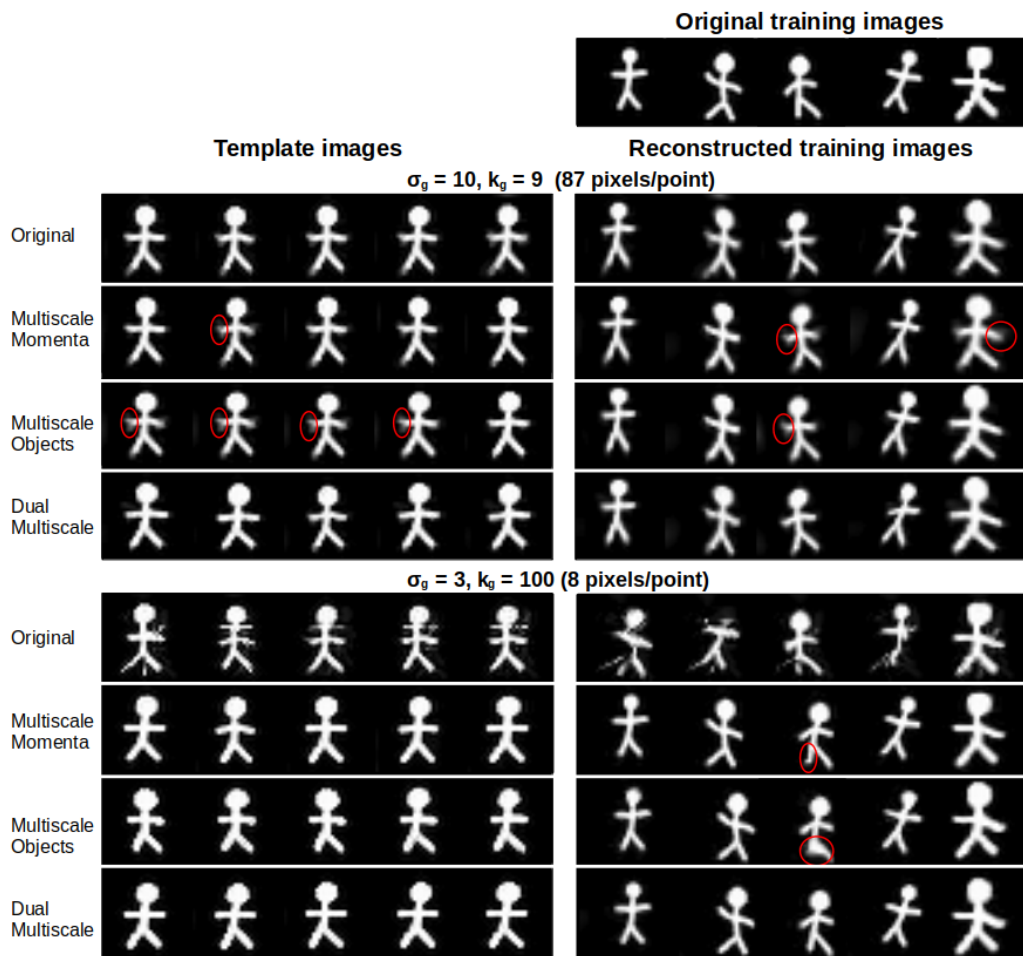 Original training images
Template images
Reconstructed training images
σg = 10, kg = 9 (87 pixels/point)
Original
Multiscale
Momenta
Multiscale
Objects
Dual
Multiscale
σg = 3, kg = 100 (8 pixels/point)
Original
Multiscale
Momenta
Multiscale
Objects
Dual
Multiscale